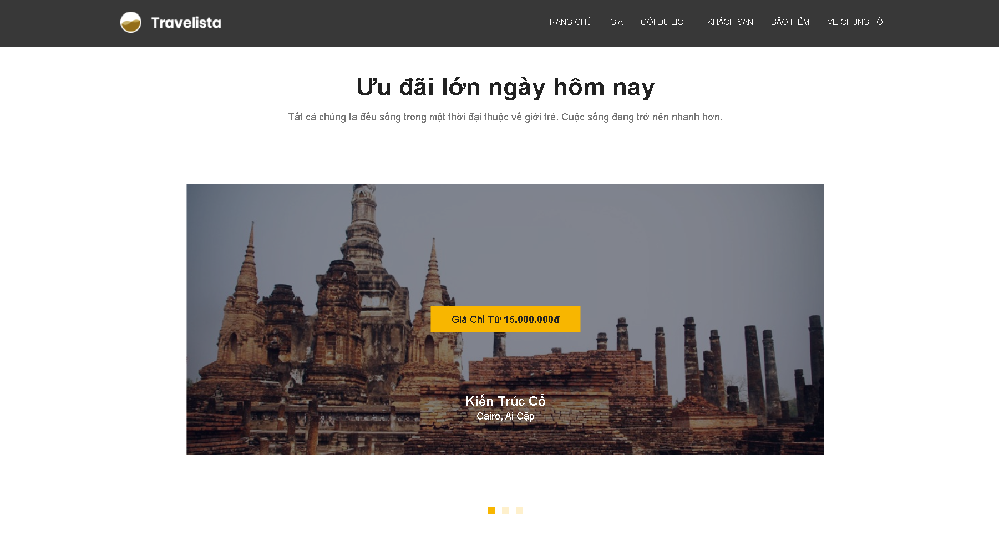 Travelista
TRANG CHỦ GIÁ GÓI DU LỊCH KHÁCH SẠN BẢO HIỂM VỀ CHÚNG TÔI
Ưu đãi lớn ngày hôm nay
Tất cả chúng ta đều sống trong một thời đại thuộc về giới trẻ. Cuộc sống đang trở nên nhanh hơn.
Giá Chỉ Từ 15.000.000đ
Kiến Trúc Cổ
Cairo, Ai Cập